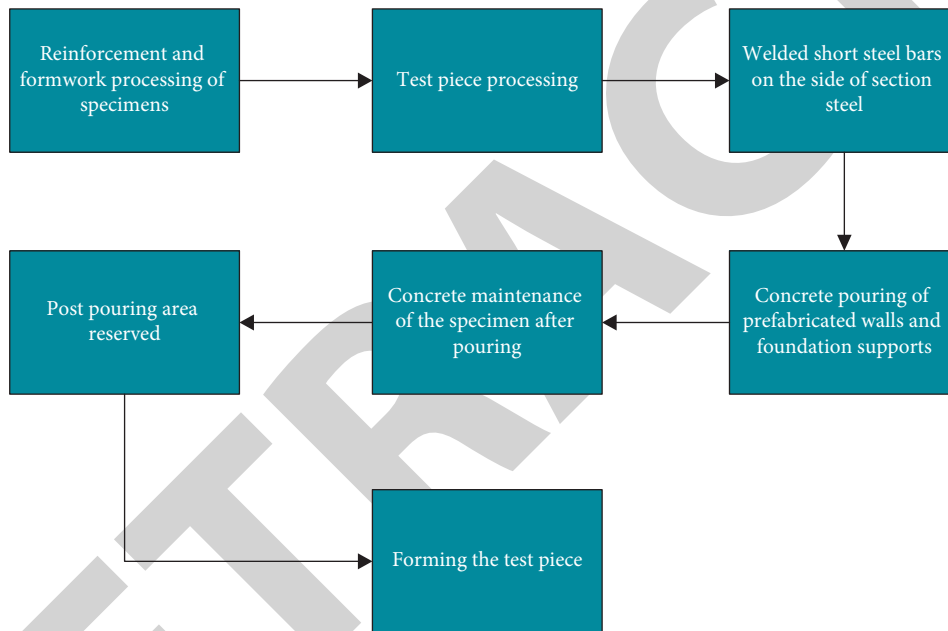 Reinforcement and
formwork processing of
specimens
Test piece processing
Welded short steel bars
on the side of section
steel
Concrete pouring of
prefabricated walls and
foundation supports
Concrete maintenance
of the specimen after
pouring
Post pouring area
reserved
Forming the test piece